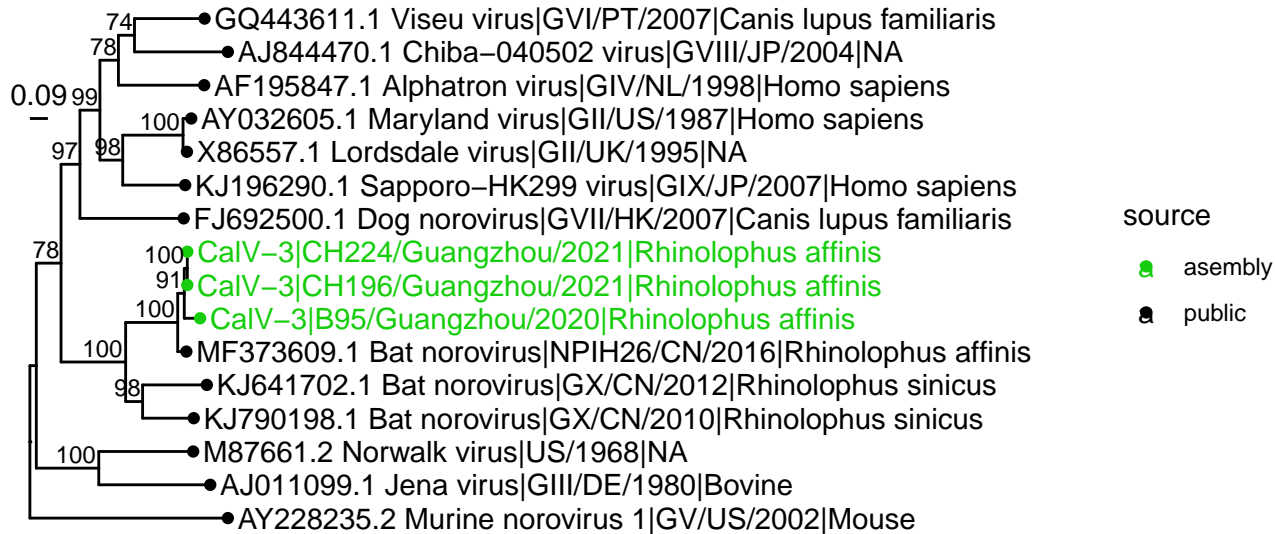 74 GQ443611.1 Viseu virus|GVI/PT/2007|Canis lupus familiaris
78 AJ844470.1 Chiba−040502 virus|GVIII/JP/2004|NA
AF195847.1 Alphatron virus|GIV/NL/1998|Homo sapiens
0.09 99
100 AY032605.1 Maryland virus|GII/US/1987|Homo sapiens
97 98 X86557.1 Lordsdale virus|GII/UK/1995|NA
KJ196290.1 Sapporo−HK299 virus|GIX/JP/2007|Homo sapiens
FJ692500.1 Dog norovirus|GVII/HK/2007|Canis lupus familiaris
78 100 CalV−3|CH224/Guangzhou/2021|Rhinolophus affinis
91 CalV−3|CH196/Guangzhou/2021|Rhinolophus affinis
100 CalV−3|B95/Guangzhou/2020|Rhinolophus affinis
100 MF373609.1 Bat norovirus|NPIH26/CN/2016|Rhinolophus affinis
98 KJ641702.1 Bat norovirus|GX/CN/2012|Rhinolophus sinicus
KJ790198.1 Bat norovirus|GX/CN/2010|Rhinolophus sinicus
100 M87661.2 Norwalk virus|US/1968|NA
AJ011099.1 Jena virus|GIII/DE/1980|Bovine
AY228235.2 Murine norovirus 1|GV/US/2002|Mouse
source
a asembly
a public